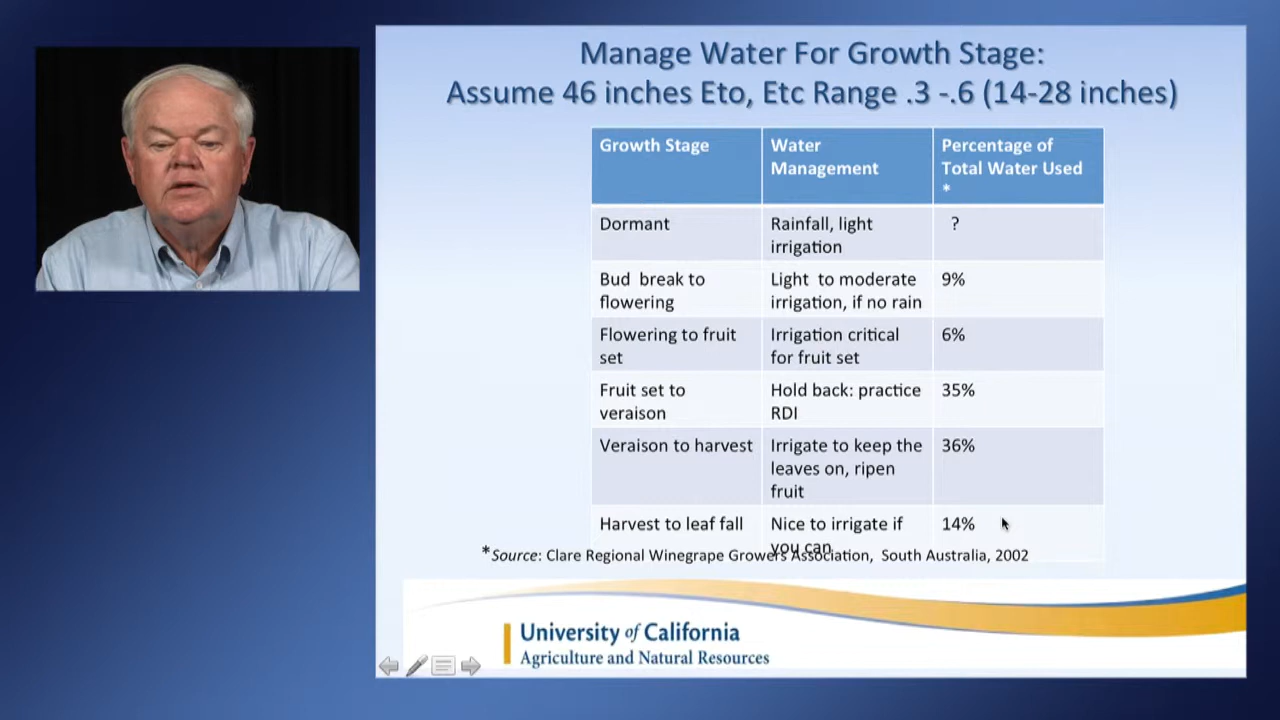 Manage Water For Growth Stage:
Assume 46 inches Eto, Etc Range .3 -.6 (14-28 inches)
Growth Stage
Water
Management
Percentage of
Total Water Used
*
Dormant
Rainfall, light
irrigation
?
Bud break to
flowering
Light to moderate
irrigation, if no rain
9%
Flowering to fruit
set
Irrigation critical
for fruit set
6%
Fruit set to
veraison
Hold back: practice
RDI
35%
Veraison to harvest
Irrigate to keep the
leaves on, ripen
fruit
36%
Harvest to leaf fall
Nice to irrigate if
you can
14%
*Source: Clare Regional Winegrape Growers Association, South Australia, 2002
University of California
Agriculture and Natural Resources